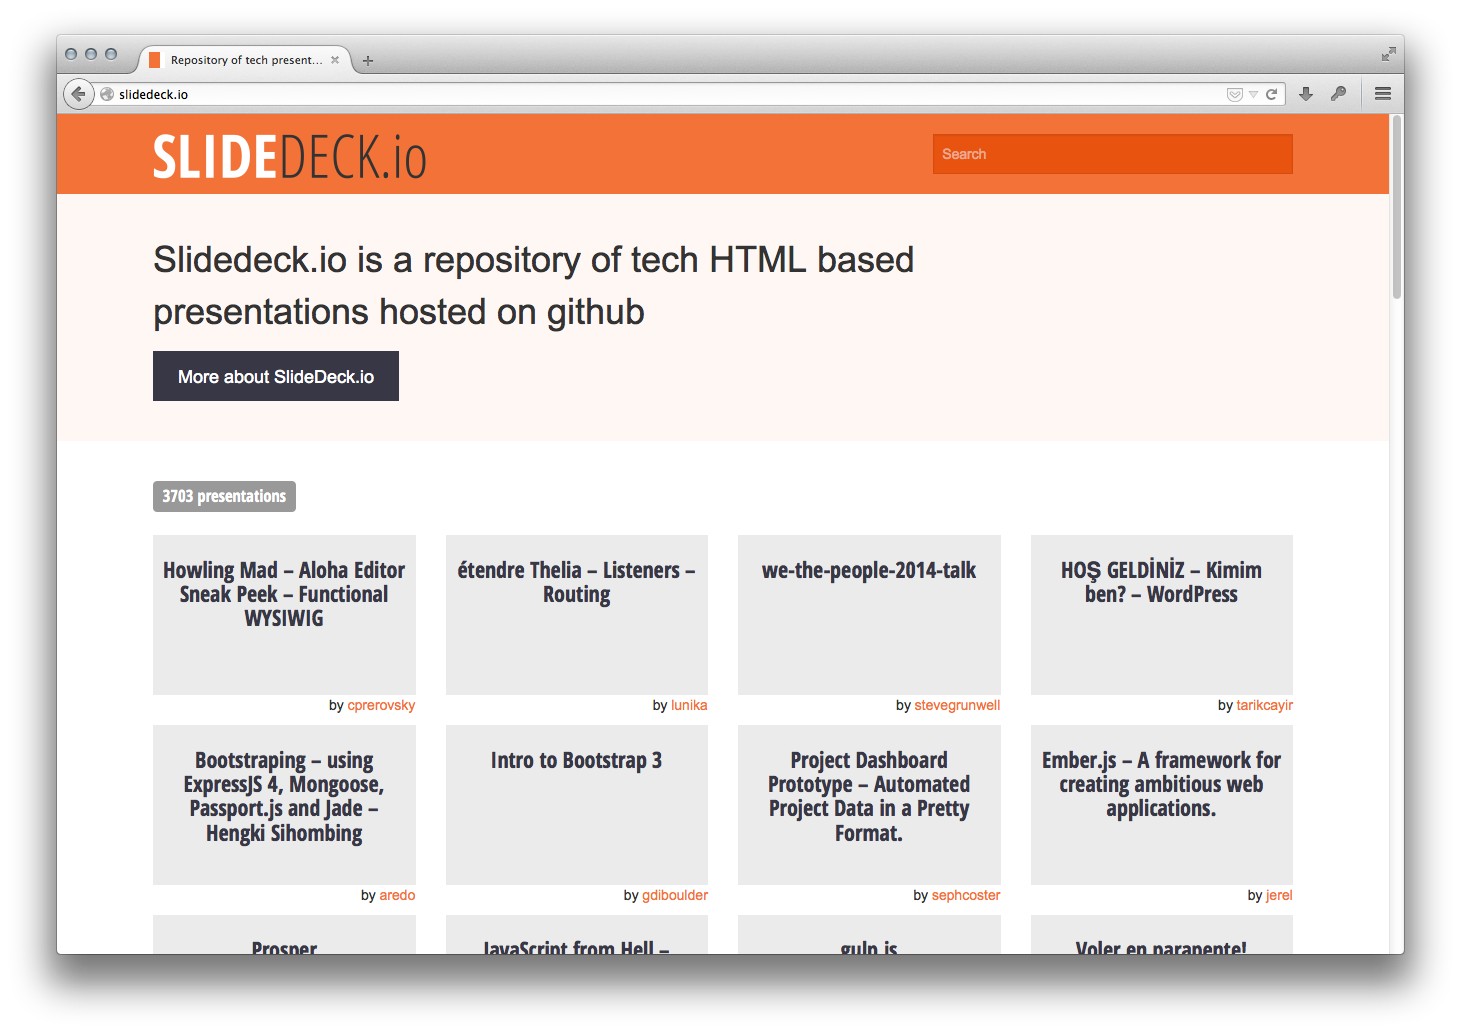 Repository of tech present...
slidedeck.io
SLIDEDECK.io
Search
Slidedeck.io is a repository of tech HTML based
presentations hosted on github
More about SlideDeck.io
3703 presentations
Howling Mad – Aloha Editor
Sneak Peek – Functional
WYSIWIG
by cprerovsky
étendre Thelia – Listeners –
Routing
by lunika
we-the-people-2014-talk
by stevegrunwell
HOŞ GELDİNİZ – Kimim
ben? – WordPress
by tarikcayir
Bootstraping – using
ExpressJS 4, Mongoose,
Passport.js and Jade –
Hengki Sihombing
by aredo
Intro to Bootstrap 3
by gdiboulder
Project Dashboard
Prototype – Automated
Project Data in a Pretty
Format.
by sephcoster
Ember.js – A framework for
creating ambitious web
applications.
by jerel
Prosper
JavaScript from Hell –
gulp.js
Voler en parapente!